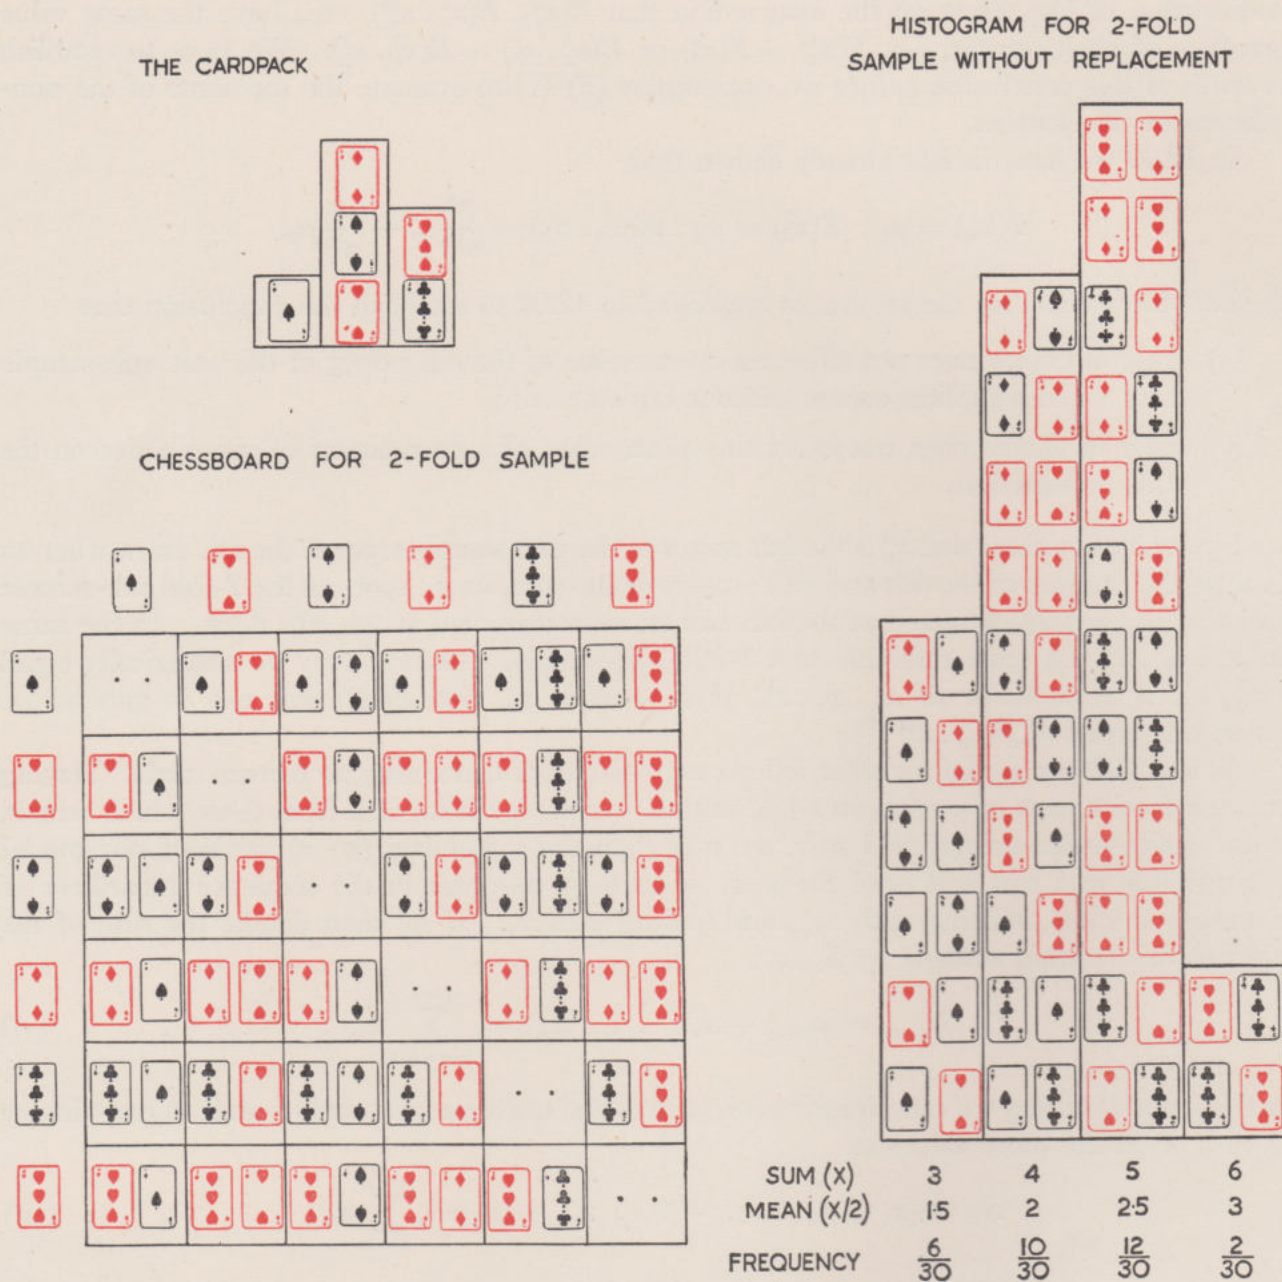 THE CARDPACK
HISTOGRAM FOR 2-FOLD
SAMPLE WITHOUT REPLACEMENT
CHESSBOARD FOR 2-FOLD SAMPLE
SUM (X) 3 4 5 6
MEAN (X/2) 1·5 2 2·5 3
FREQUENCY 6/30 10/30 12/30 2/30